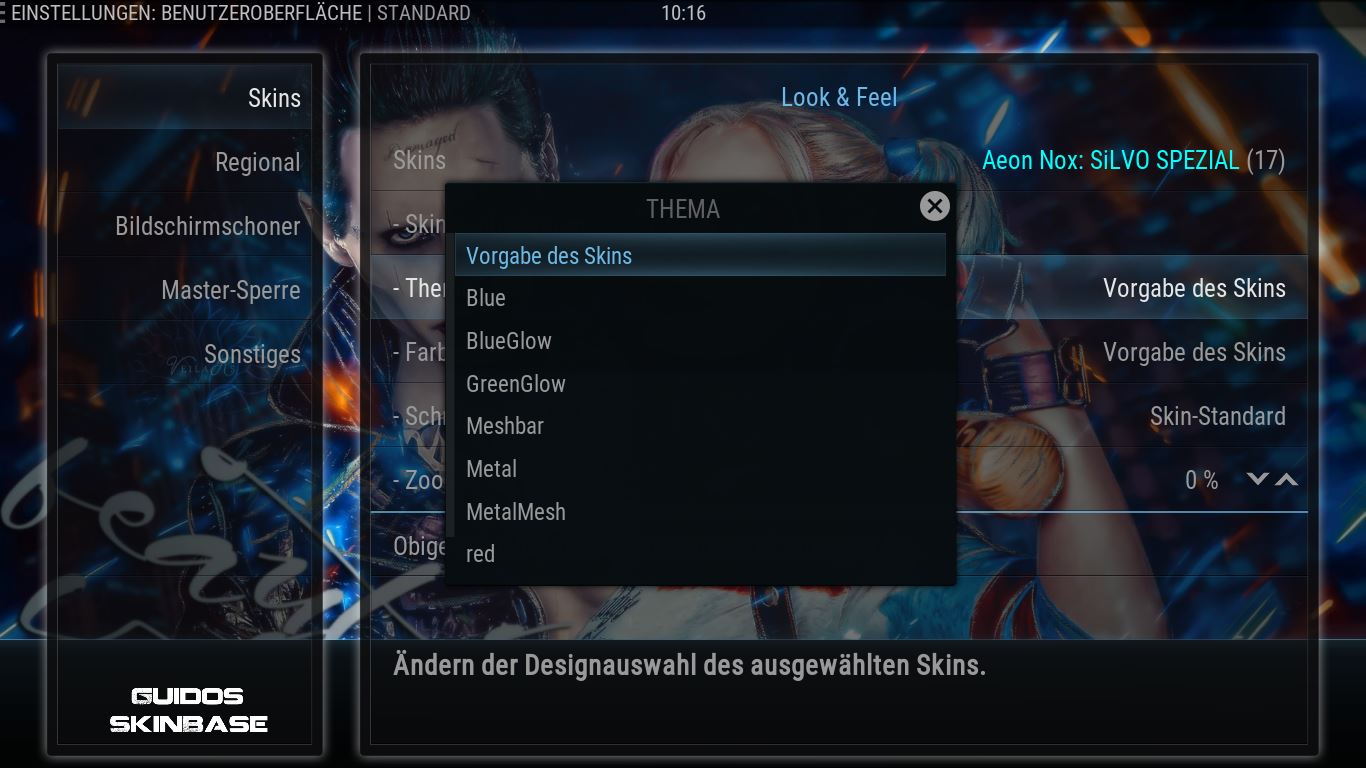 EINSTELLUNGEN: BENUTZEROBERFLÄCHE | STANDARD
10:16
Skins
Regional
Bildschirmschoner
Master-Sperre
Sonstiges
GUIDOS
SKINBASE
Look & Feel
Skins Aeon Nox: SiLVO SPEZIAL (17)
- Skin
- The Vorgabe des Skins
- Farb Vorgabe des Skins
- Sch Skin-Standard
- Zoo 0 %
Obige
THEMA
Vorgabe des Skins
Blue
BlueGlow
GreenGlow
Meshbar
Metal
MetalMesh
red
Ändern der Designauswahl des ausgewählten Skins.